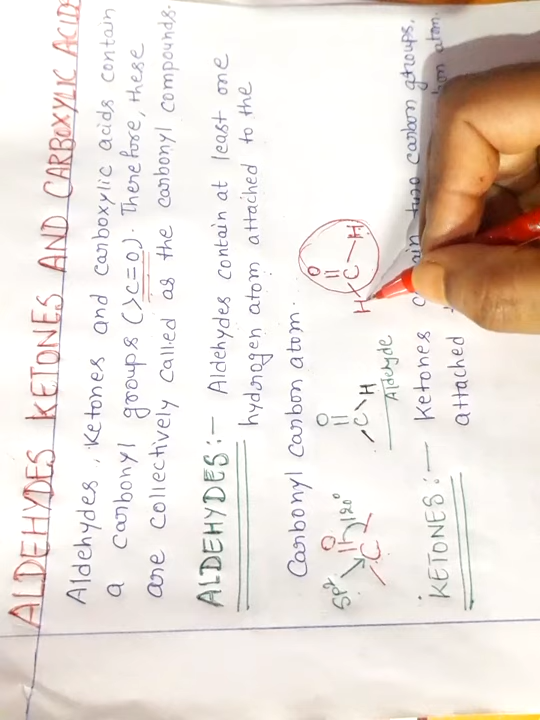 ALDEHYDES KETONES AND CARBOXYLIC ACIDS
Aldehydes, Ketones and carboxylic acids contain
a carbonyl groups (>C=O). Therefore, these
are collectively called as the carbonyl compounds.
ALDEHYDES:- Aldehydes contain at least one
hydrogen atom attached to the
Carbonyl carbon atom.
Sp² O C 120°
O C H
Aldehyde
O H C H
KETONES:- Ketones two carbon groups.
attached atom.